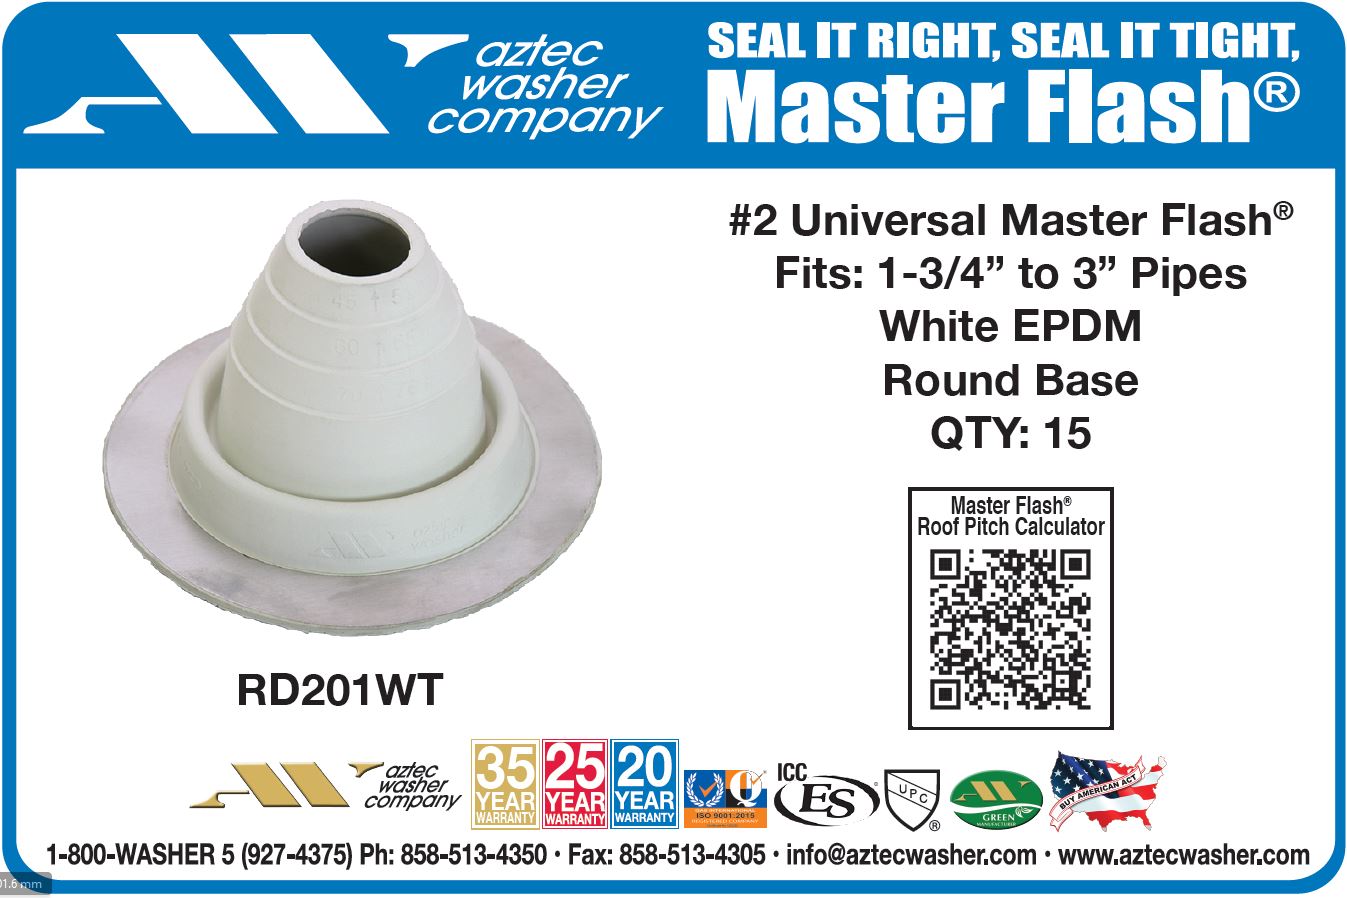 aztec
washer
company
SEAL IT RIGHT, SEAL IT TIGHT,
Master Flash®
#2 Universal Master Flash®
Fits: 1-3/4” to 3” Pipes
White EPDM
Round Base
QTY: 15
Master Flash®
Roof Pitch Calculator
RD201WT
aztec
washer
company
35
YEAR
WARRANTY
25
YEAR
WARRANTY
20
YEAR
WARRANTY
Q
ISO 9001:2015
REGISTERED COMPANY
ICC
ES
UPC
®
GREEN
MANUFACTURER
BUY AMERICAN ACT
1-800-WASHER 5 (927-4375) Ph: 858-513-4350 • Fax: 858-513-4305 • info@aztecwasher.com • www.aztecwasher.com